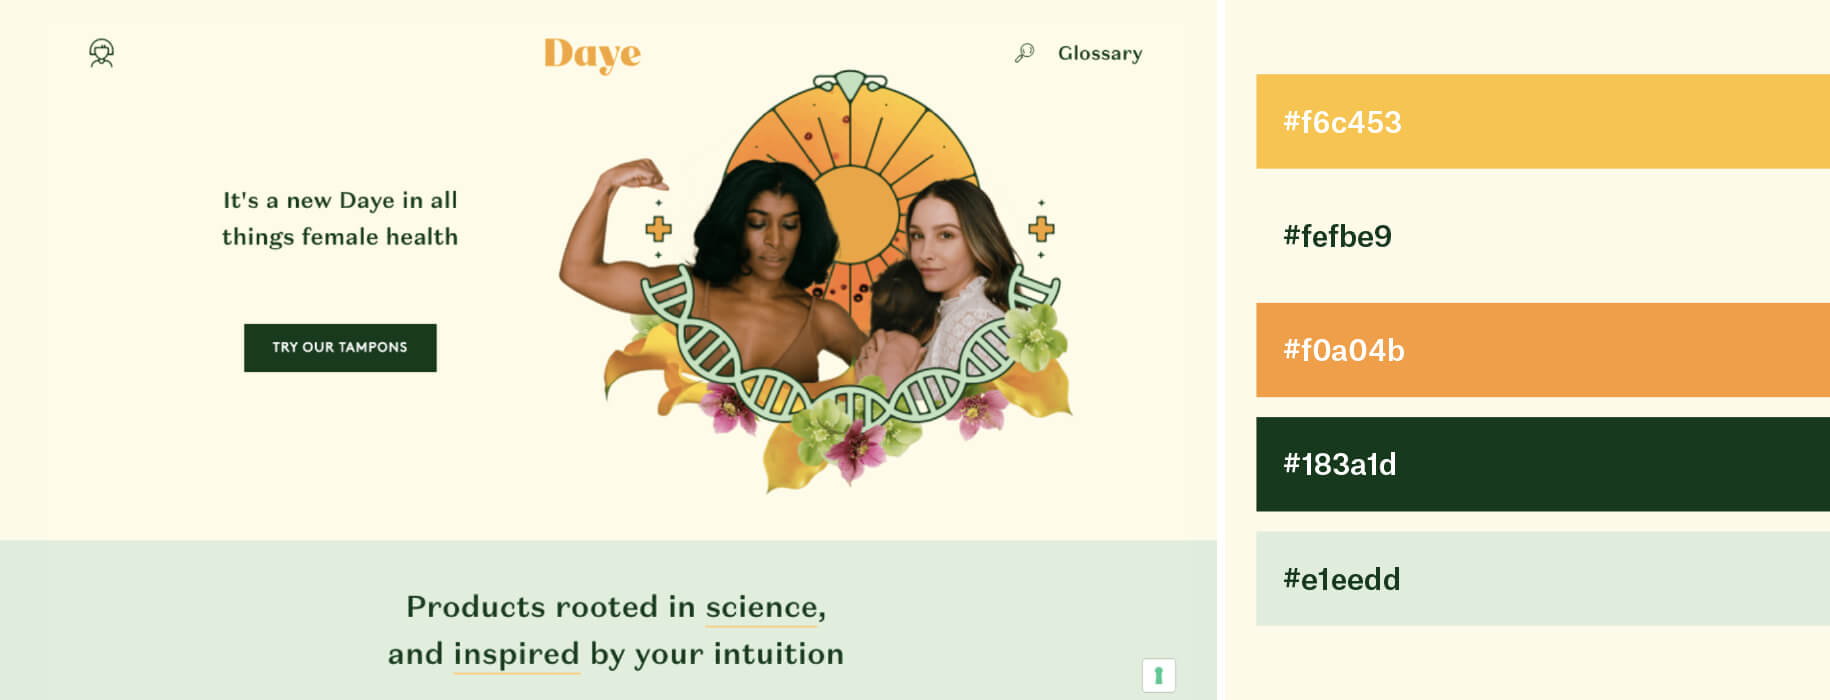 Daye
Glossary
It's a new Daye in all
things female health
TRY OUR TAMPONS
Products rooted in science,
and inspired by your intuition
#f6c453
#fefbe9
#f0a04b
#183a1d
#e1eedd